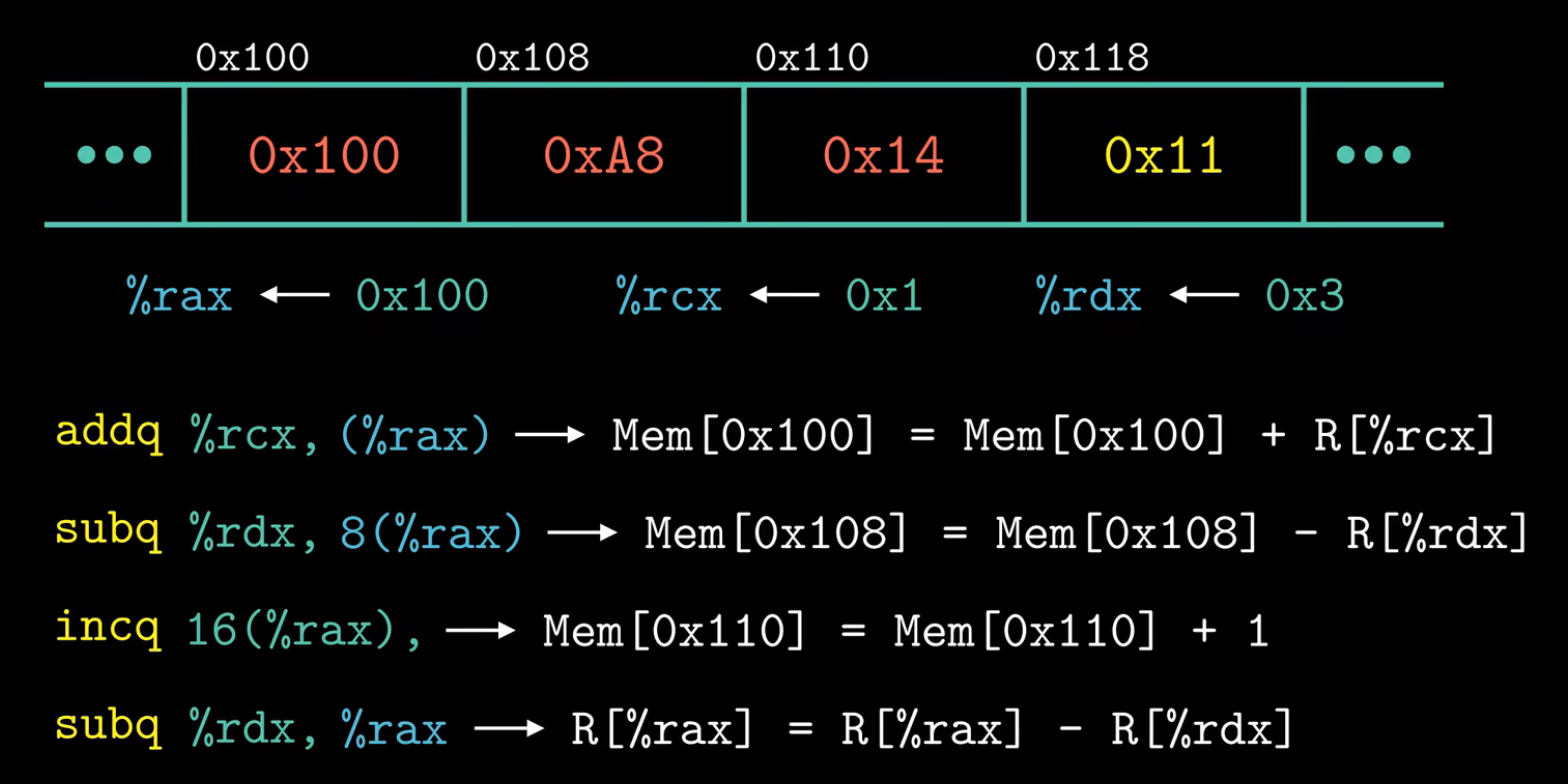 0x100 0x108 0x110 0x118
••• 0x100 0xA8 0x14 0x11 •••
%rax ← 0x100 %rcx ← 0x1 %rdx ← 0x3
addq %rcx, (%rax) → Mem[0x100] = Mem[0x100] + R[%rcx]
subq %rdx, 8(%rax) → Mem[0x108] = Mem[0x108] - R[%rdx]
incq 16(%rax), → Mem[0x110] = Mem[0x110] + 1
subq %rdx, %rax → R[%rax] = R[%rax] - R[%rdx]